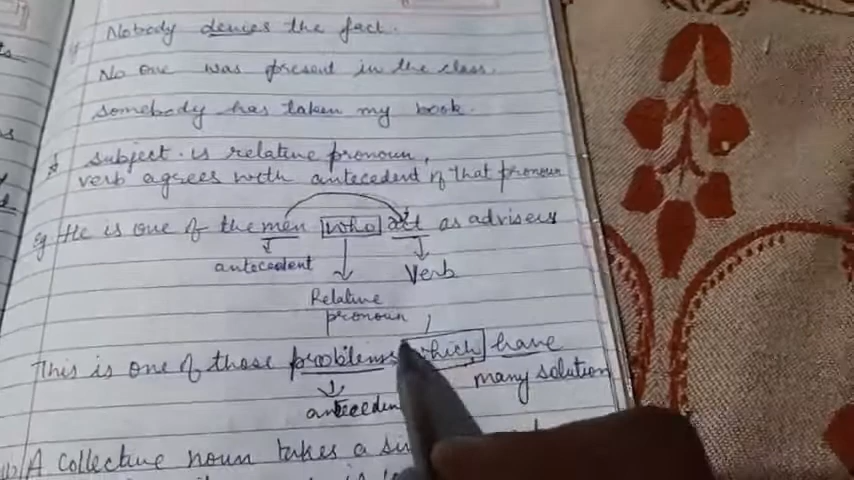 Nobody denies the fact.
No one was present in the class.
Somebody has taken my book.
Subject is relative pronoun,
verb agrees with antecedent of that pronoun
Eg He is one of the men who act as advisers
antecedent
Verb
Relative
pronoun
This is one of those problems which have
many solution
A Collective noun takes a